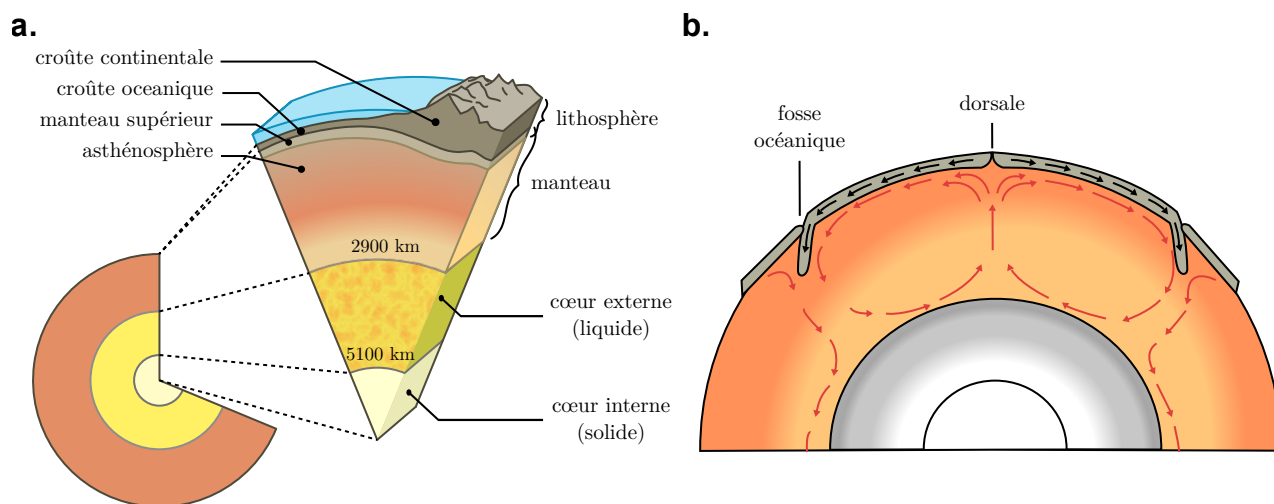 a.
croûte continentale
croûte oceanique
manteau supérieur
asthénosphère
lithosphère
manteau
2900 km
cœur externe
(liquide)
5100 km
cœur interne
(solide)
b.
dorsale
fosse
océanique